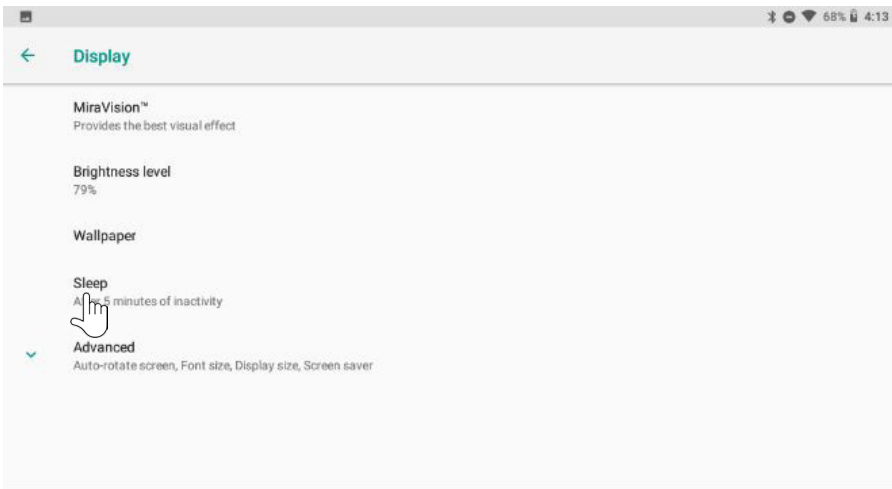 68% 4:13
Display
MiraVision™
Provides the best visual effect
Brightness level
79%
Wallpaper
Sleep
After 5 minutes of inactivity
Advanced
Auto-rotate screen, Font size, Display size, Screen saver